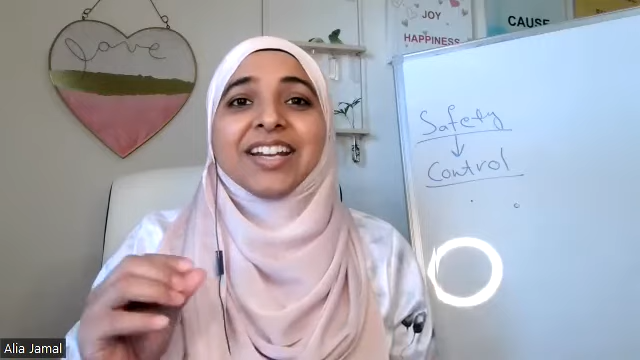 love
JOY
HAPPINESS
CAUSE
Safety
Control
Alia Jamal